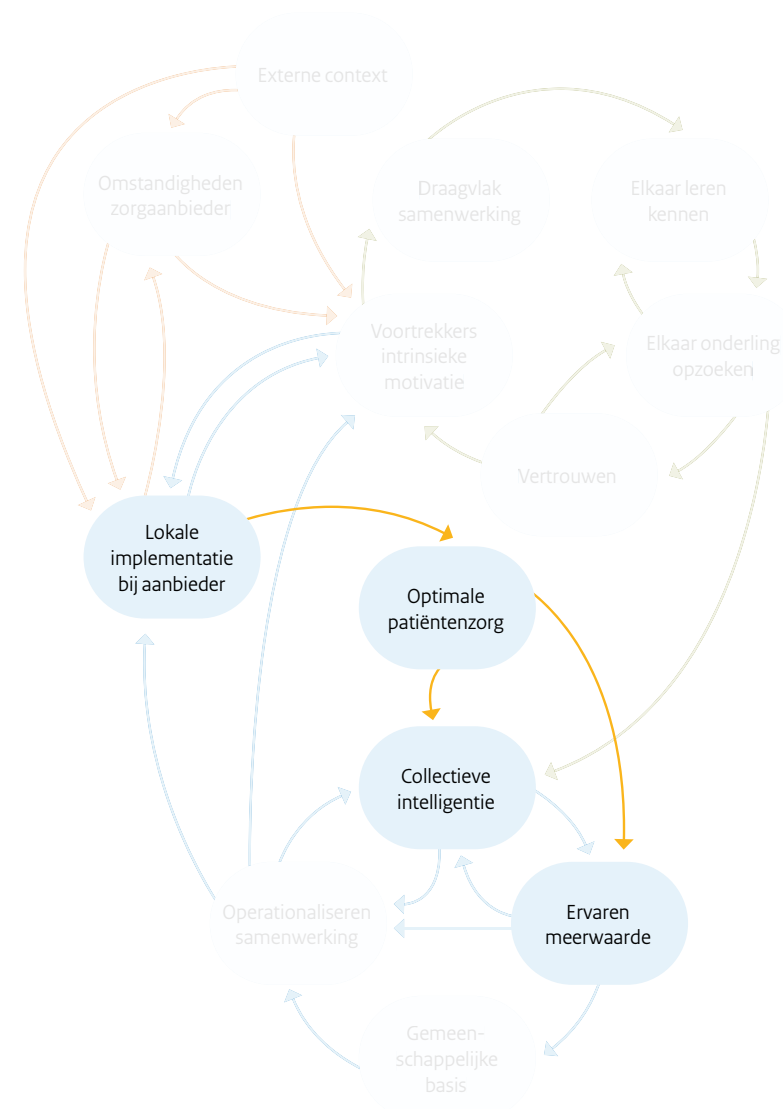 Externe context
Omstandigheden
zorgaanbieder
Draagvlak
samenwerking
Elkaar leren
kennen
Voortrekkers
intrinsieke
motivatie
Elkaar onderling
opzoeken
Vertrouwen
Lokale
implementatie
bij aanbieder
Optimale
patiëntenzorg
Collectieve
intelligentie
Operationaliseren
samenwerking
Ervaren
meerwaarde
Gemeen-
schappelijke
basis